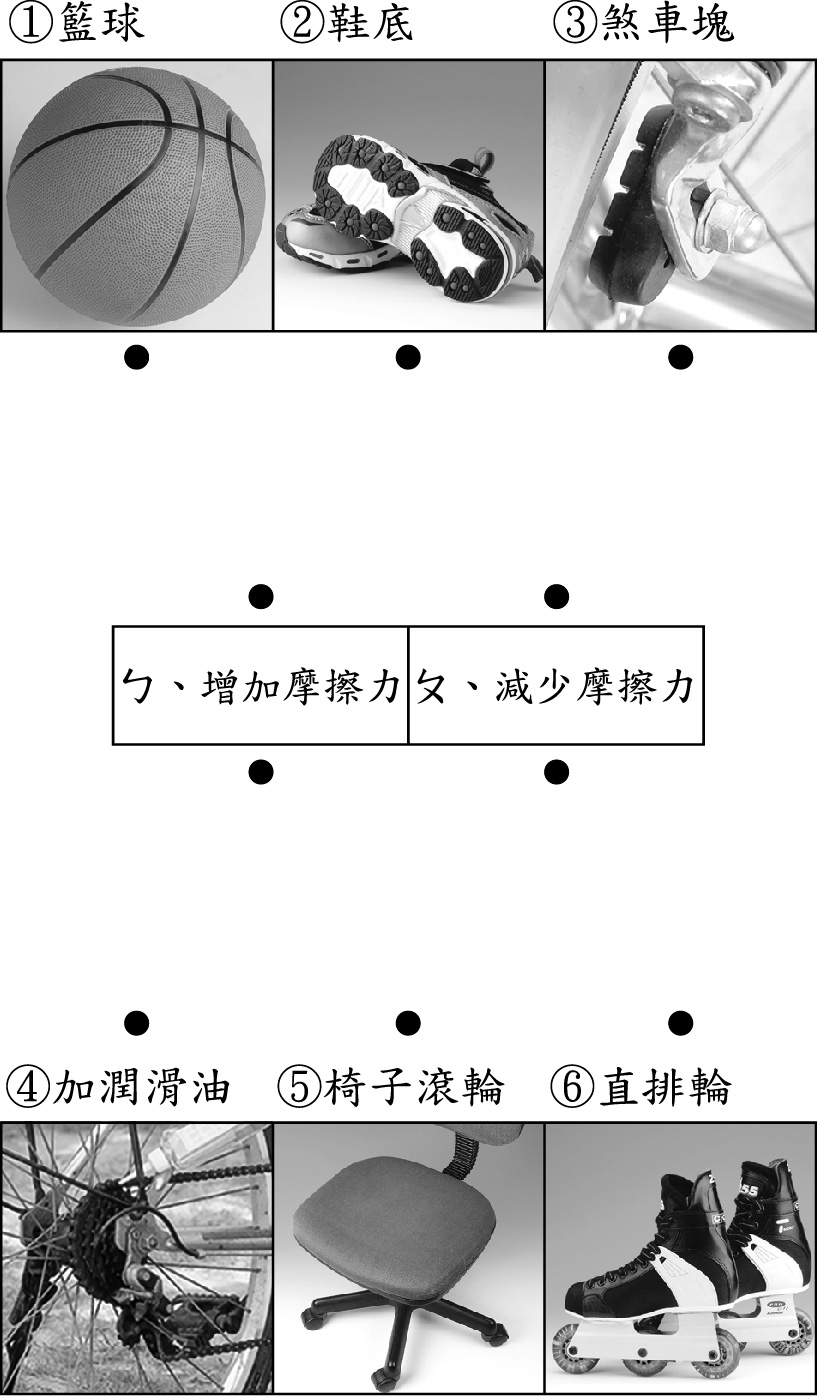 ①籃球
②鞋底
③煞車塊
ㄅ、增加摩擦力
ㄆ、減少摩擦力
④加潤滑油
⑤椅子滾輪
⑥直排輪